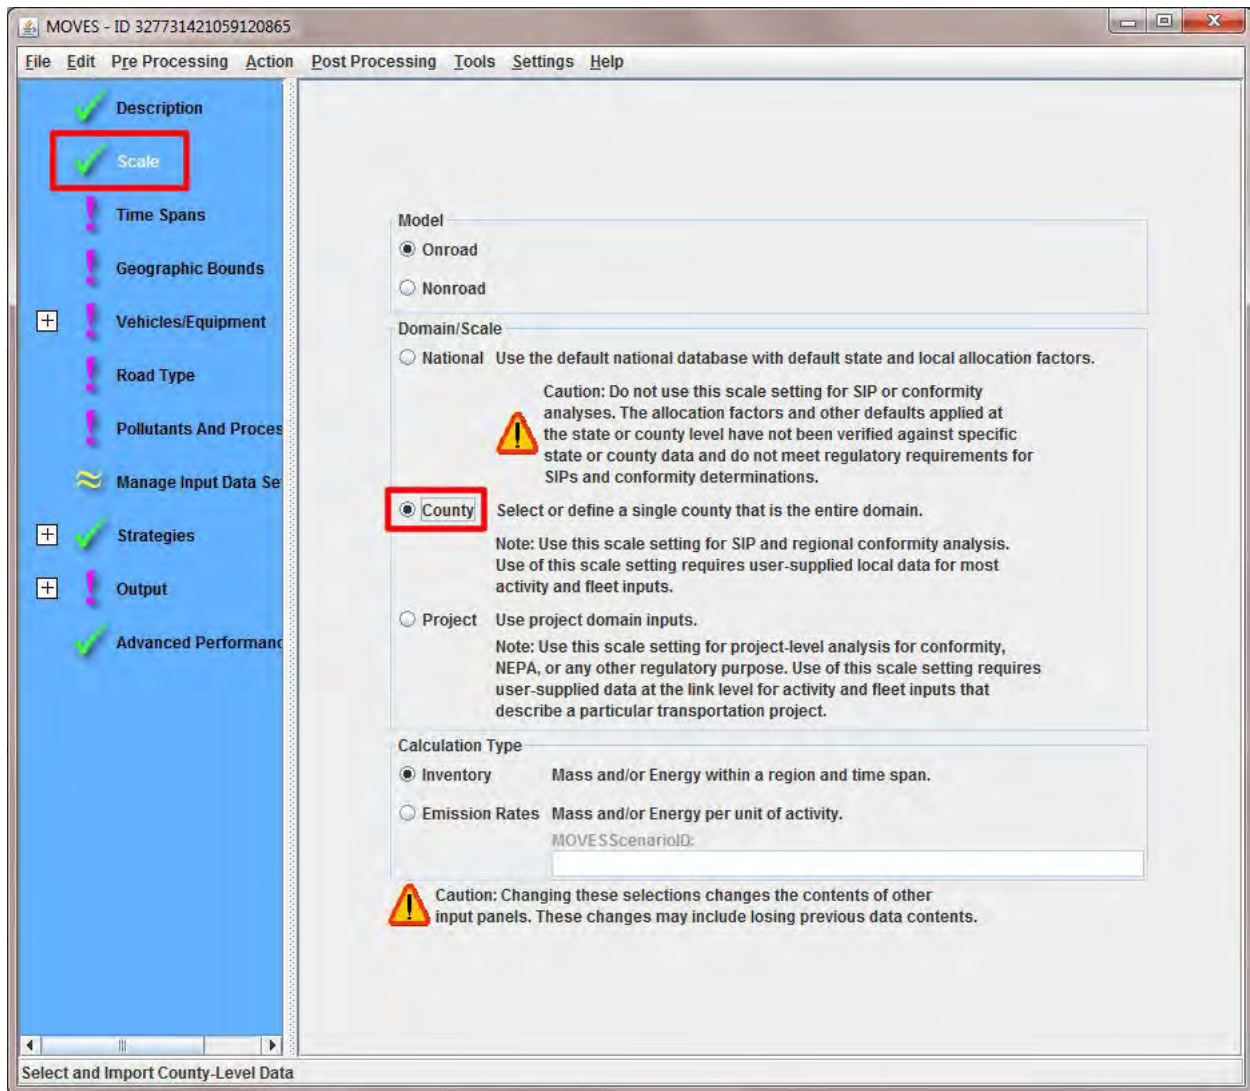 MOVES - ID 327731421059120865
File Edit Pre Processing Action Post Processing Tools Settings Help
Description
Scale
Time Spans
Geographic Bounds
Vehicles/Equipment
Road Type
Pollutants And Proces
Manage Input Data Se
Strategies
Output
Advanced Performanc
Model
Onroad
Nonroad
Domain/Scale
National Use the default national database with default state and local allocation factors.
Caution: Do not use this scale setting for SIP or conformity
analyses. The allocation factors and other defaults applied at
the state or county level have not been verified against specific
state or county data and do not meet regulatory requirements for
SIPs and conformity determinations.
County Select or define a single county that is the entire domain.
Note: Use this scale setting for SIP and regional conformity analysis.
Use of this scale setting requires user-supplied local data for most
activity and fleet inputs.
Project Use project domain inputs.
Note: Use this scale setting for project-level analysis for conformity,
NEPA, or any other regulatory purpose. Use of this scale setting requires
user-supplied data at the link level for activity and fleet inputs that
describe a particular transportation project.
Calculation Type
Inventory Mass and/or Energy within a region and time span.
Emission Rates Mass and/or Energy per unit of activity.
MOVESScenarioID:
Caution: Changing these selections changes the contents of other
input panels. These changes may include losing previous data contents.
Select and Import County-Level Data